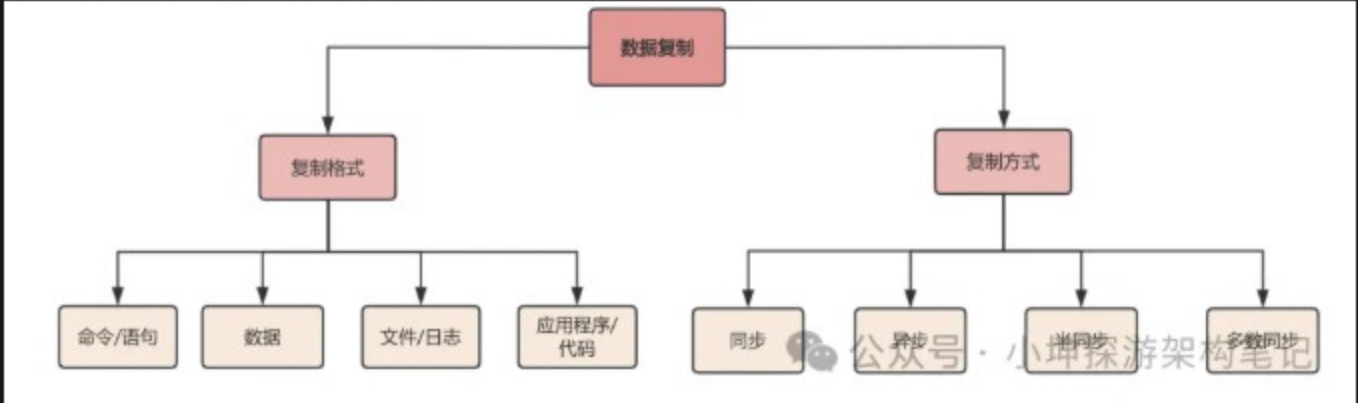 数据复制
复制格式
复制方式
命令/语句
数据
文件/日志
应用程序/
代码
同步
异步
半同步
多数同步
公众号 · 小坤探游架构笔记